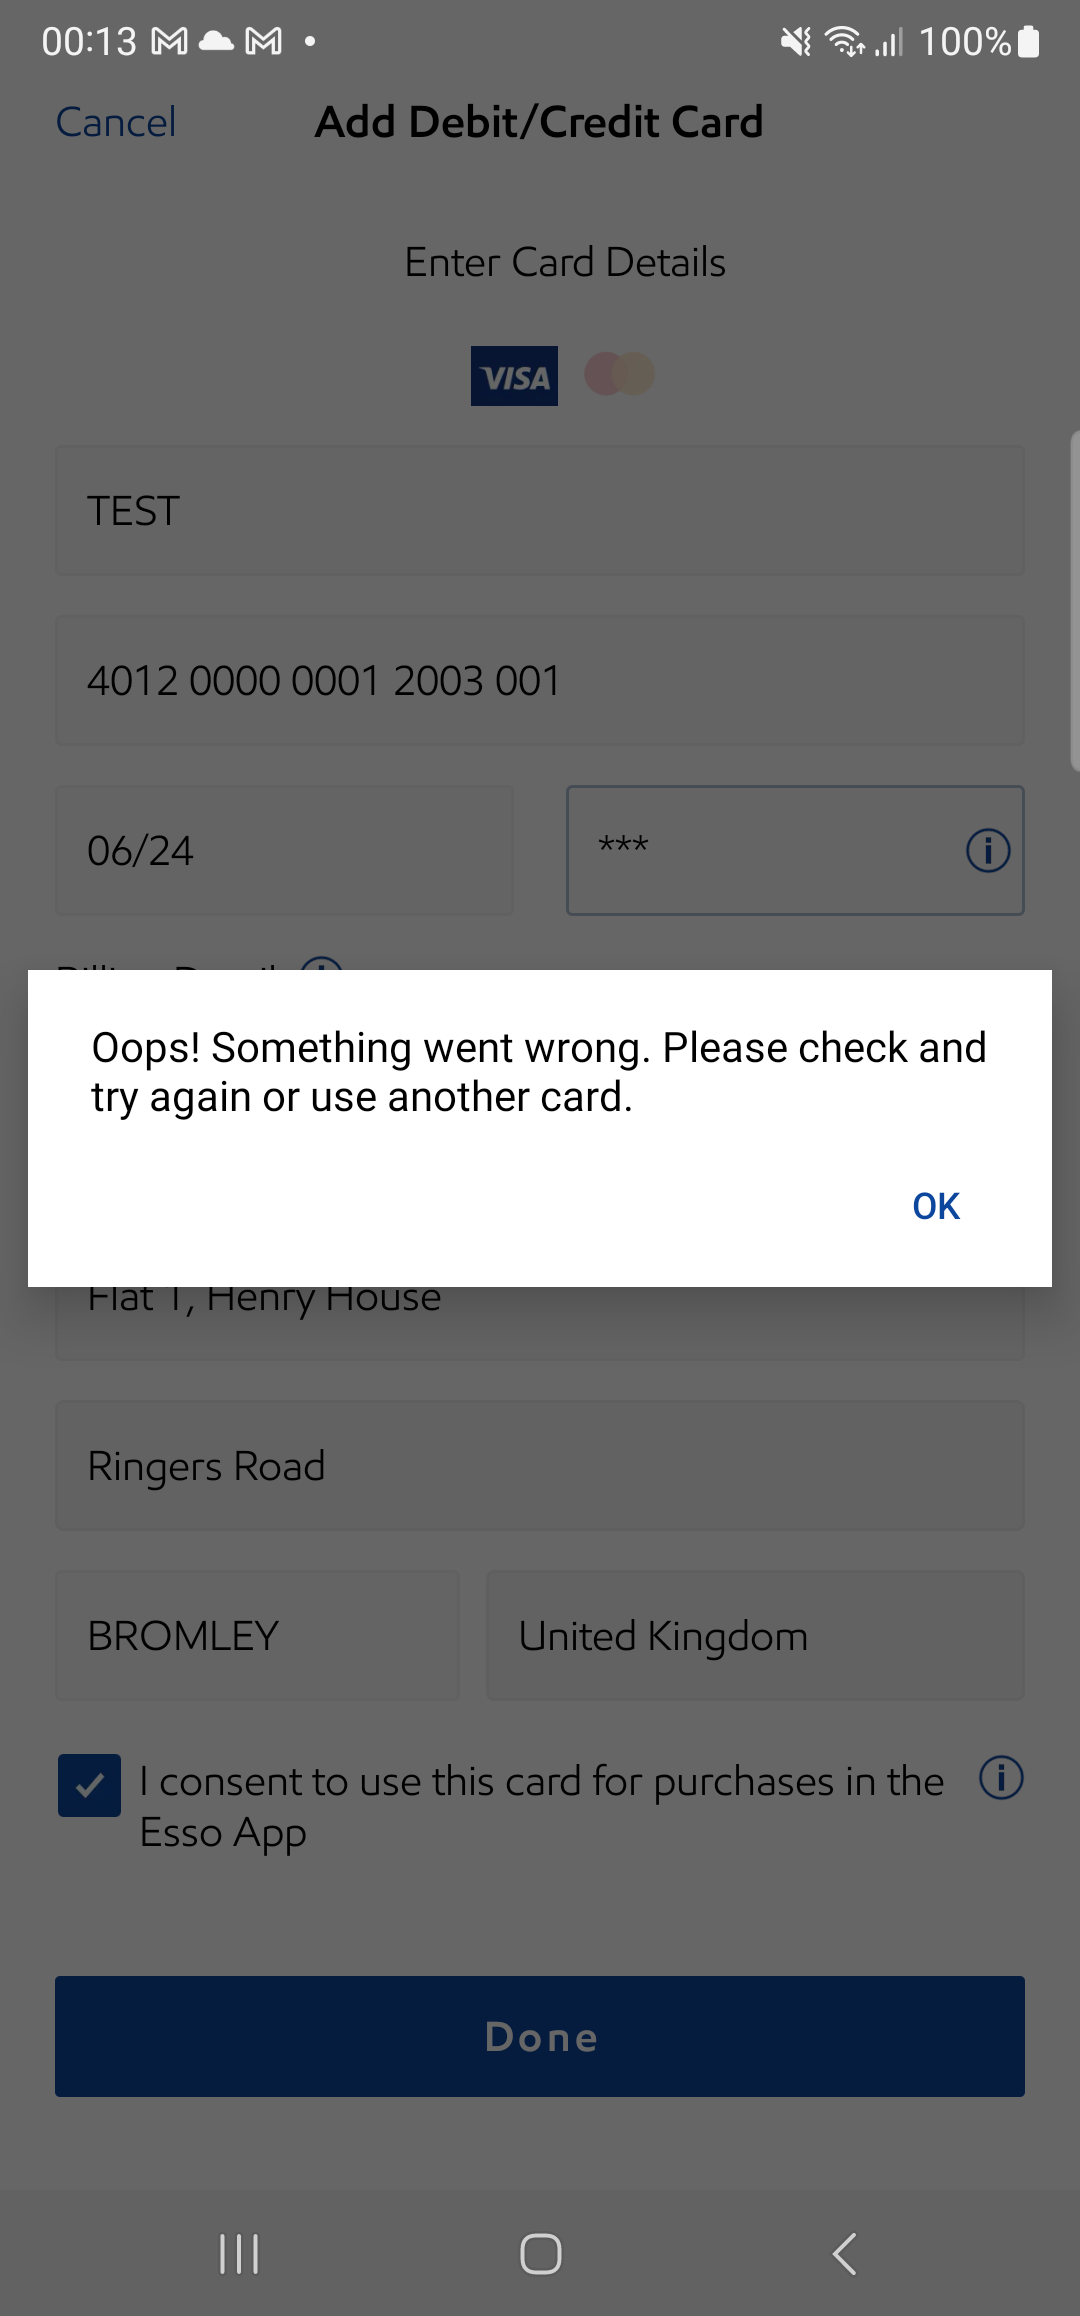 00:13 100%
Cancel Add Debit/Credit Card
Enter Card Details
VISA
TEST
4012 0000 0001 2003 001
06/24 ***
Oops! Something went wrong. Please check and
try again or use another card.
OK
Flat 1, Henry House
Ringers Road
BROMLEY United Kingdom
I consent to use this card for purchases in the
Esso App
Done